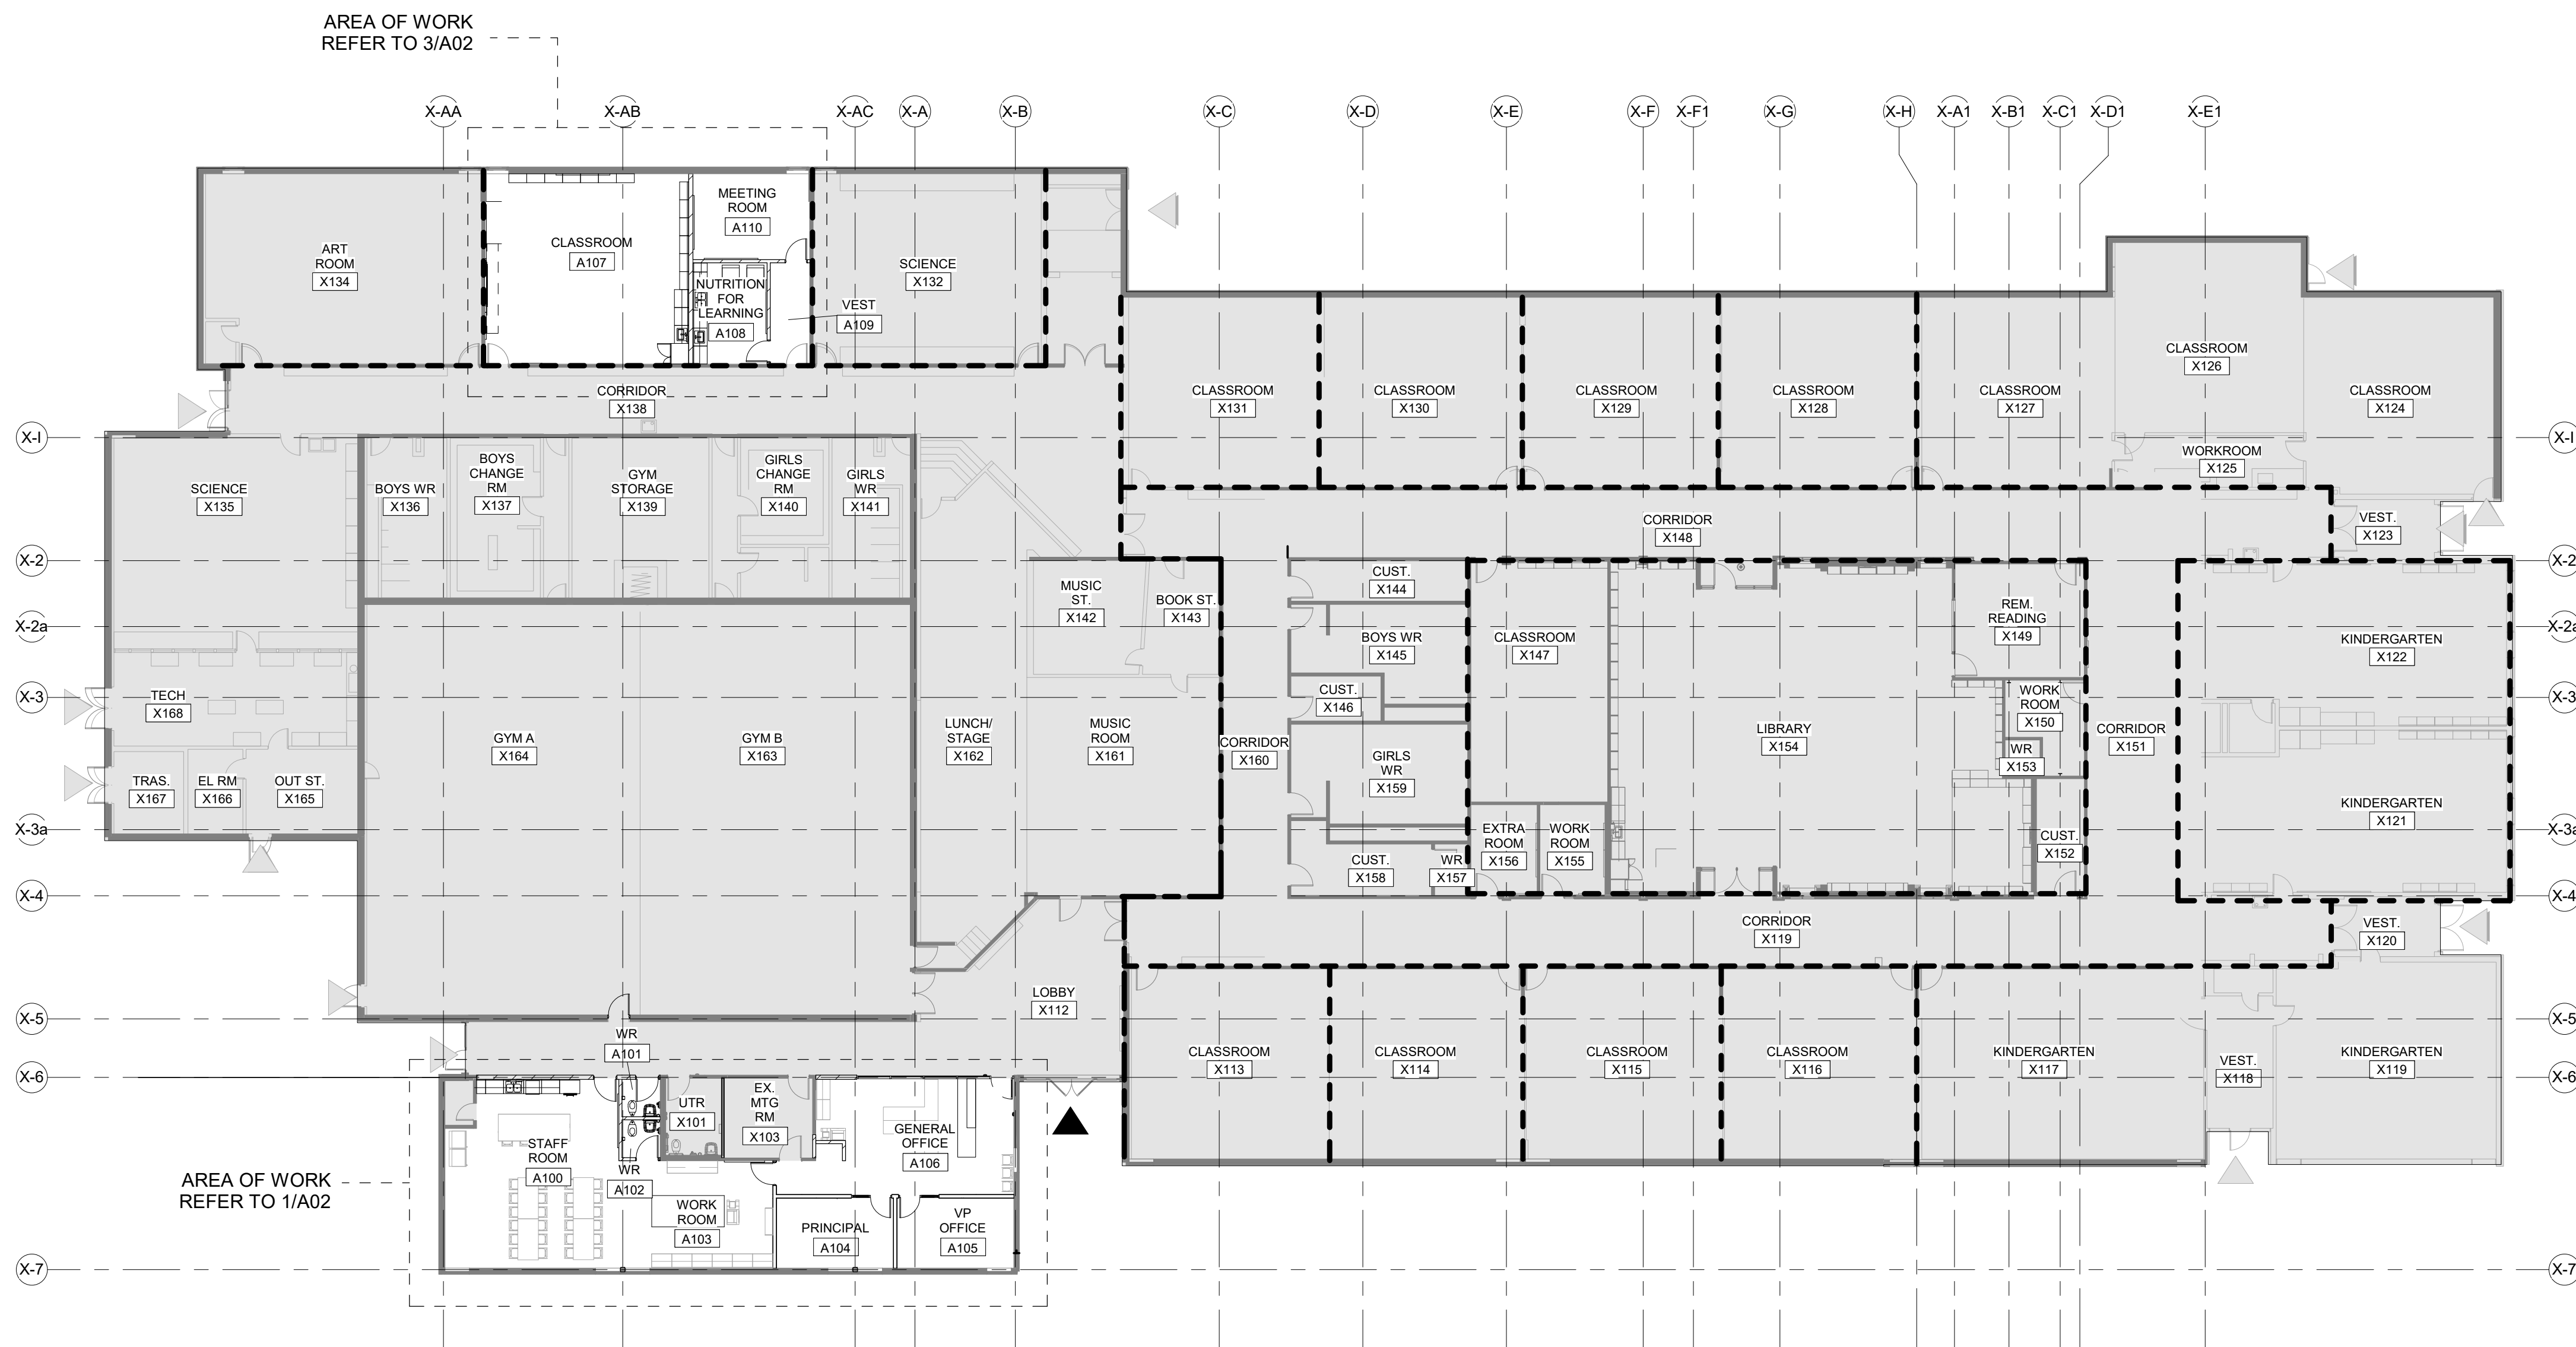 AREA OF WORK
REFER TO 3/A02
X-AA
X-AB
X-AC
X-A
X-B
X-C
X-D
X-E
X-F
X-F1
X-G
X-H
X-A1
X-B1
X-C1
X-D1
X-E1
ART
ROOM
X134
CLASSROOM
A107
MEETING
ROOM
A110
NUTRITION
FOR
LEARNING
A108
VEST
A109
SCIENCE
X132
CORRIDOR
X138
CLASSROOM
X131
CLASSROOM
X130
CLASSROOM
X129
CLASSROOM
X128
CLASSROOM
X127
CLASSROOM
X126
CLASSROOM
X124
WORKROOM
X125
X-I
X-I
SCIENCE
X135
BOYS WR
X136
BOYS
CHANGE
RM
X137
GYM
STORAGE
X139
GIRLS
CHANGE
RM
X140
GIRLS
WR
X141
CORRIDOR
X148
VEST.
X123
X-2
X-2
MUSIC
ST.
X142
BOOK ST.
X143
CUST.
X144
BOYS WR
X145
CLASSROOM
X147
REM.
READING
X149
KINDERGARTEN
X122
X-2a
X-2a
X-3
X-3
TECH
X168
GYM A
X164
GYM B
X163
LUNCH/
STAGE
X162
MUSIC
ROOM
X161
CORRIDOR
X160
CUST.
X146
GIRLS
WR
X159
LIBRARY
X154
WORK
ROOM
X150
WR
X153
CORRIDOR
X151
TRAS.
X167
EL RM
X166
OUT ST.
X165
X-3a
X-3a
KINDERGARTEN
X121
EXTRA
ROOM
X156
WORK
ROOM
X155
CUST.
X152
CUST.
X158
WR
X157
X-4
X-4
CORRIDOR
X119
VEST.
X120
LOBBY
X112
X-5
X-5
WR
A101
CLASSROOM
X113
CLASSROOM
X114
CLASSROOM
X115
CLASSROOM
X116
KINDERGARTEN
X117
VEST.
X118
KINDERGARTEN
X119
X-6
X-6
UTR
X101
EX.
MTG
RM
X103
GENERAL
OFFICE
A106
STAFF
ROOM
A100
WR
A102
AREA OF WORK
REFER TO 1/A02
WORK
ROOM
A103
PRINCIPAL
A104
VP
OFFICE
A105
X-7
X-7